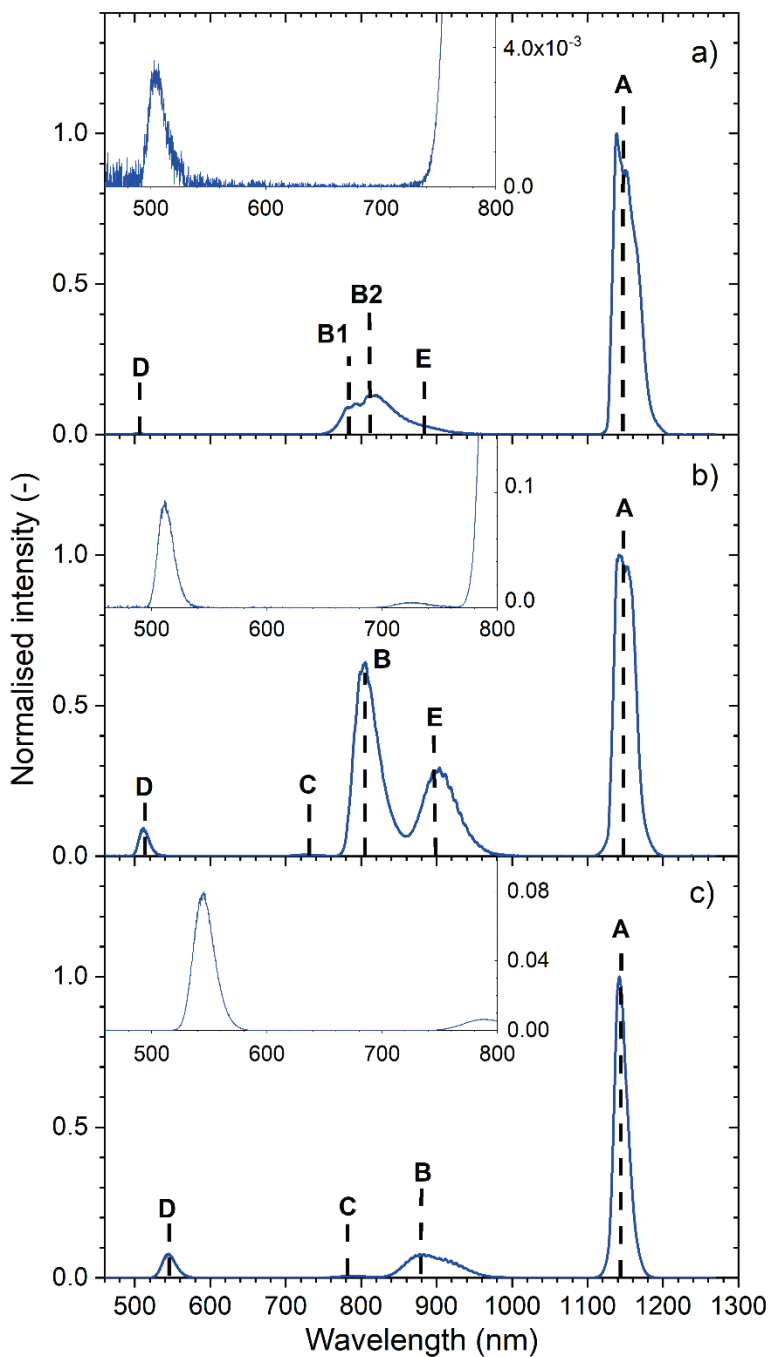 a)
A
4.0x10-3
1.0
0.0
500 600 700 800
0.5
B2
B1
E
D
0.0
b)
A
0.1
1.0
0.0
500 600 700 800
B
0.5
E
D
C
0.0
c)
A
0.08
1.0
0.04
0.00
500 600 700 800
0.5
B
D
C
0.0
500 600 700 800 900 1000 1100 1200 1300
Wavelength (nm)
Normalised intensity (-)